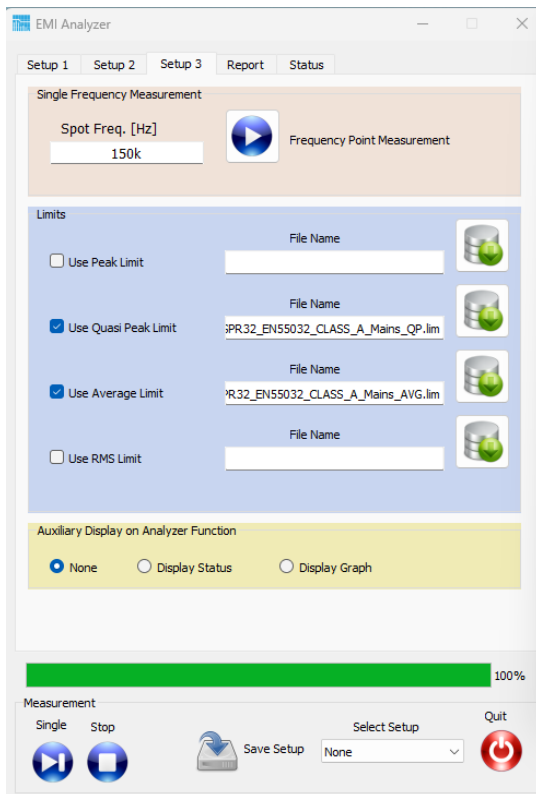 EMI Analyzer
Setup 1 Setup 2 Setup 3 Report Status
Single Frequency Measurement
Spot Freq. [Hz]
150k
Frequency Point Measurement
Limits
File Name
Use Peak Limit
File Name
Use Quasi Peak Limit SPR32_EN55032_CLASS_A_Mains_QP.lim
File Name
Use Average Limit PR32_EN55032_CLASS_A_Mains_AVG.lim
File Name
Use RMS Limit
Auxiliary Display on Analyzer Function
None Display Status Display Graph
100%
Measurement
Single Stop Save Setup Select Setup Quit
None